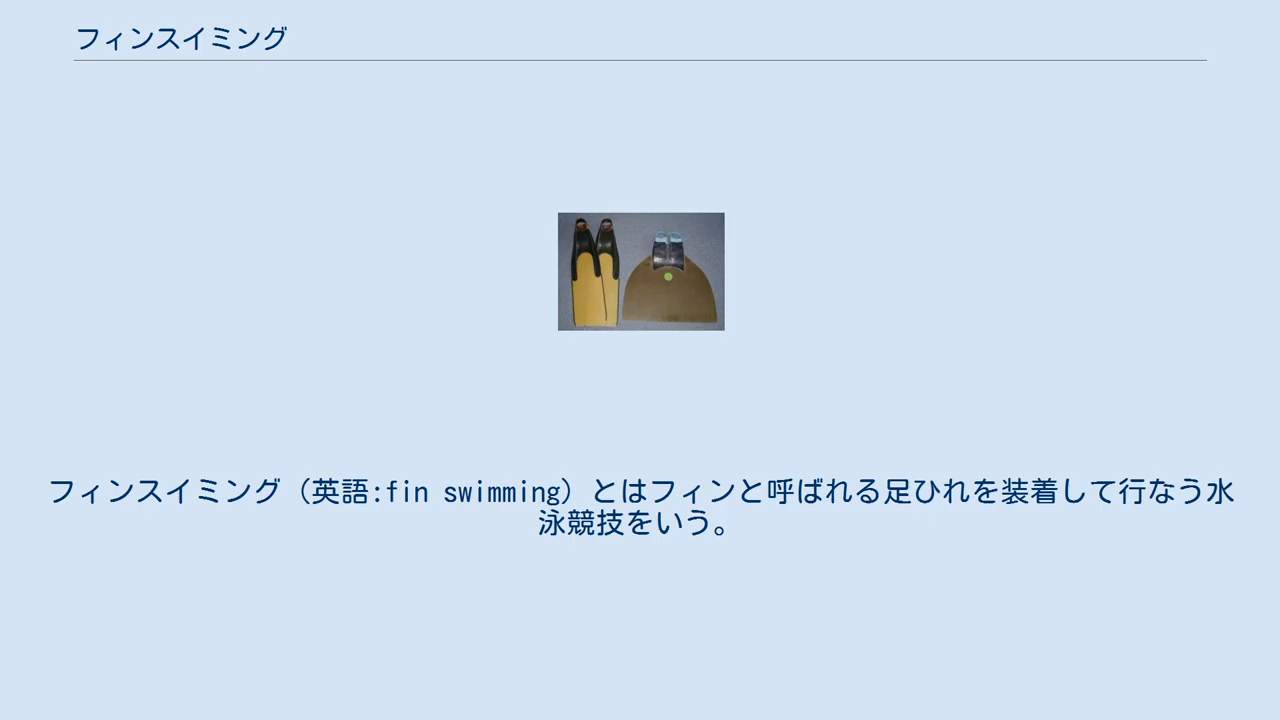 フィンスイミング
フィンスイミング（英語:fin swimming）とはフィンと呼ばれる足ひれを装着して行なう水
泳競技をいう。